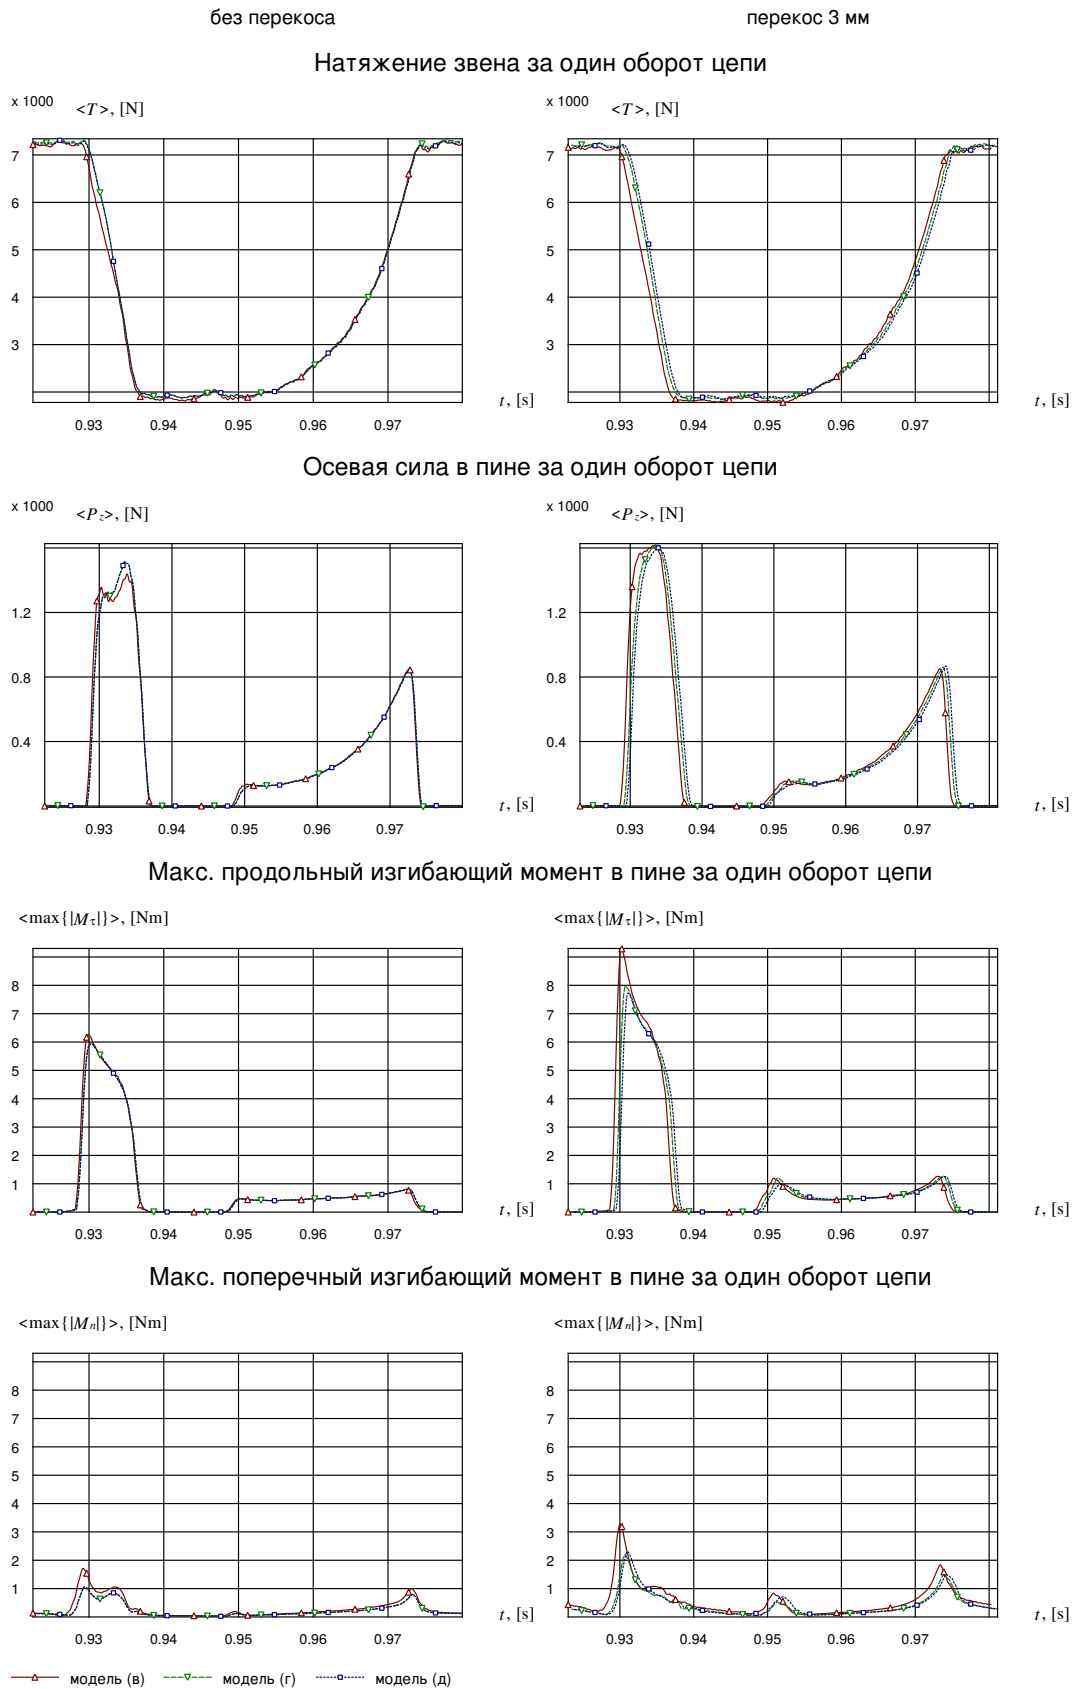 без перекоса перекос 3 мм
Натяжение звена за один оборот цепи
x 1000 <T>, [N] x 1000 <T>, [N]
7 7
6 6
5 5
4 4
3 3
t, [s] t, [s]
0.93 0.94 0.95 0.96 0.97 0.93 0.94 0.95 0.96 0.97
Осевая сила в пине за один оборот цепи
x 1000 <Pz>, [N] x 1000 <Pz>, [N]
1.2 1.2
0.8 0.8
0.4 0.4
t, [s] t, [s]
0.93 0.94 0.95 0.96 0.97 0.93 0.94 0.95 0.96 0.97
Макс. продольный изгибающий момент в пине за один оборот цепи
<max{|Mτ|}>, [Nm] <max{|Mτ|}>, [Nm]
8 8
7 7
6 6
5 5
4 4
3 3
2 2
1 1
t, [s] t, [s]
0.93 0.94 0.95 0.96 0.97 0.93 0.94 0.95 0.96 0.97
Макс. поперечный изгибающий момент в пине за один оборот цепи
<max{|Mn|}>, [Nm] <max{|Mn|}>, [Nm]
8 8
7 7
6 6
5 5
4 4
3 3
2 2
1 1
t, [s] t, [s]
0.93 0.94 0.95 0.96 0.97 0.93 0.94 0.95 0.96 0.97
модель (в) модель (г) модель (д)